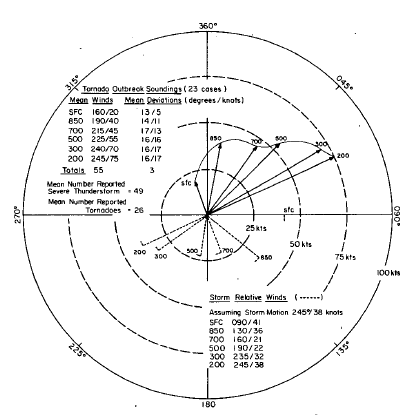 360°
315°
045°
Tornado Outbreak Soundings (23 cases)
Mean Winds Mean Deviations (degrees/knots)
SFC 160/20 13/5
850 190/40 14/11
700 215/45 17/13
500 225/55 16/16
300 240/70 16/17
200 245/75 16/17
Totals 55 3
Mean Number Reported
Severe Thunderstorm = 49
Mean Number Reported
Tornadoes = 26
850
700
500
300
200
sfc
270°
sfc
060°
25 kts
50 kts
75 kts
100 kts
200
300
500
700
850
Storm Relative Winds (------)
Assuming Storm Motion 245°/38 knots
SFC 090/41
850 130/36
700 160/21
500 190/22
300 235/32
200 245/38
225°
135°
180